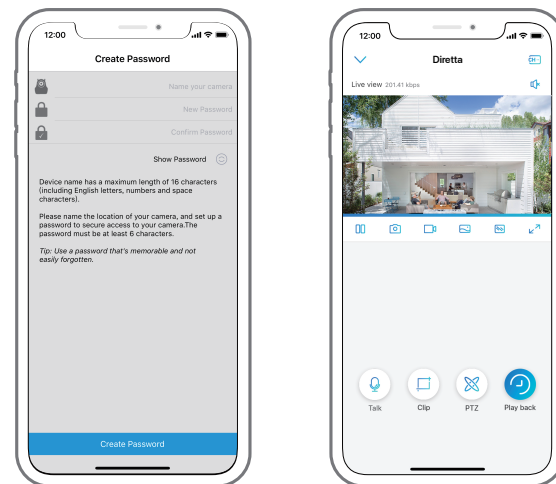 12:00
Create Password
Name your camera
New Password
Confirm Password
Show Password
Device name has a maximum length of 16 characters
(including English letters, numbers and space
characters).
Please name the location of your camera, and set up a
password to secure access to your camera.The
password must be at least 6 characters.
Tip: Use a password that's memorable and not
easily forgotten.
Create Password
12:00
Diretta
Live view 201.41 kbps
Talk
Clip
PTZ
Play back